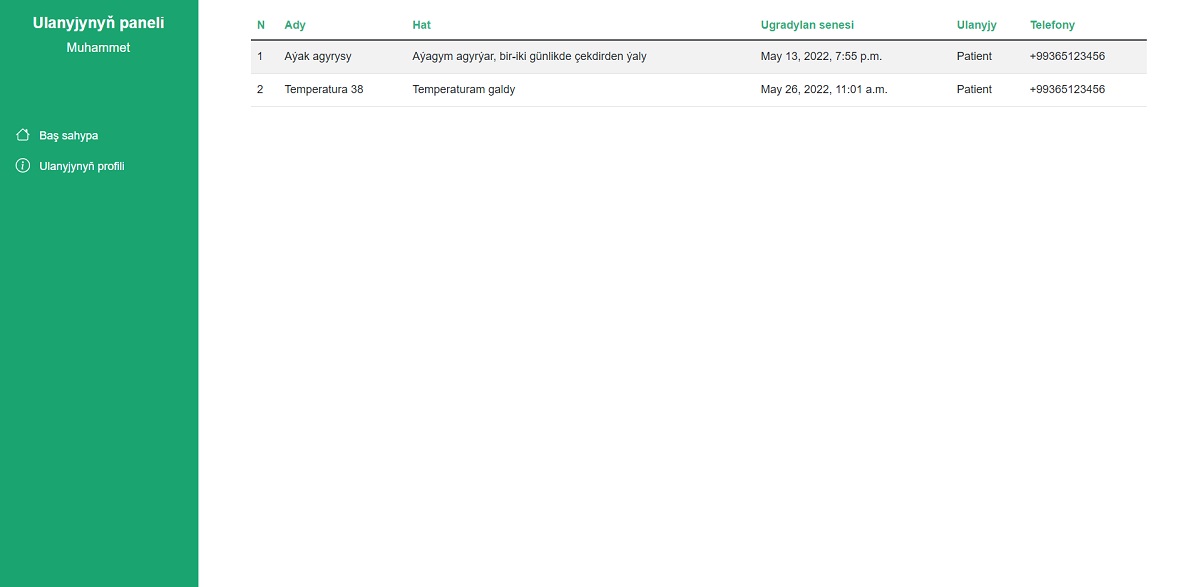 Ulanyjynyň paneli
Muhammet
Baş sahypa
Ulanyjynyň profili
N Ady Hat Ugradylan senesi Ulanyjy Telefony
1 Aýak agyrysy Aýagym agyrýar, bir-iki günlikde çekdirden ýaly May 13, 2022, 7:55 p.m. Patient +99365123456
2 Temperatura 38 Temperaturam galdy May 26, 2022, 11:01 a.m. Patient +99365123456